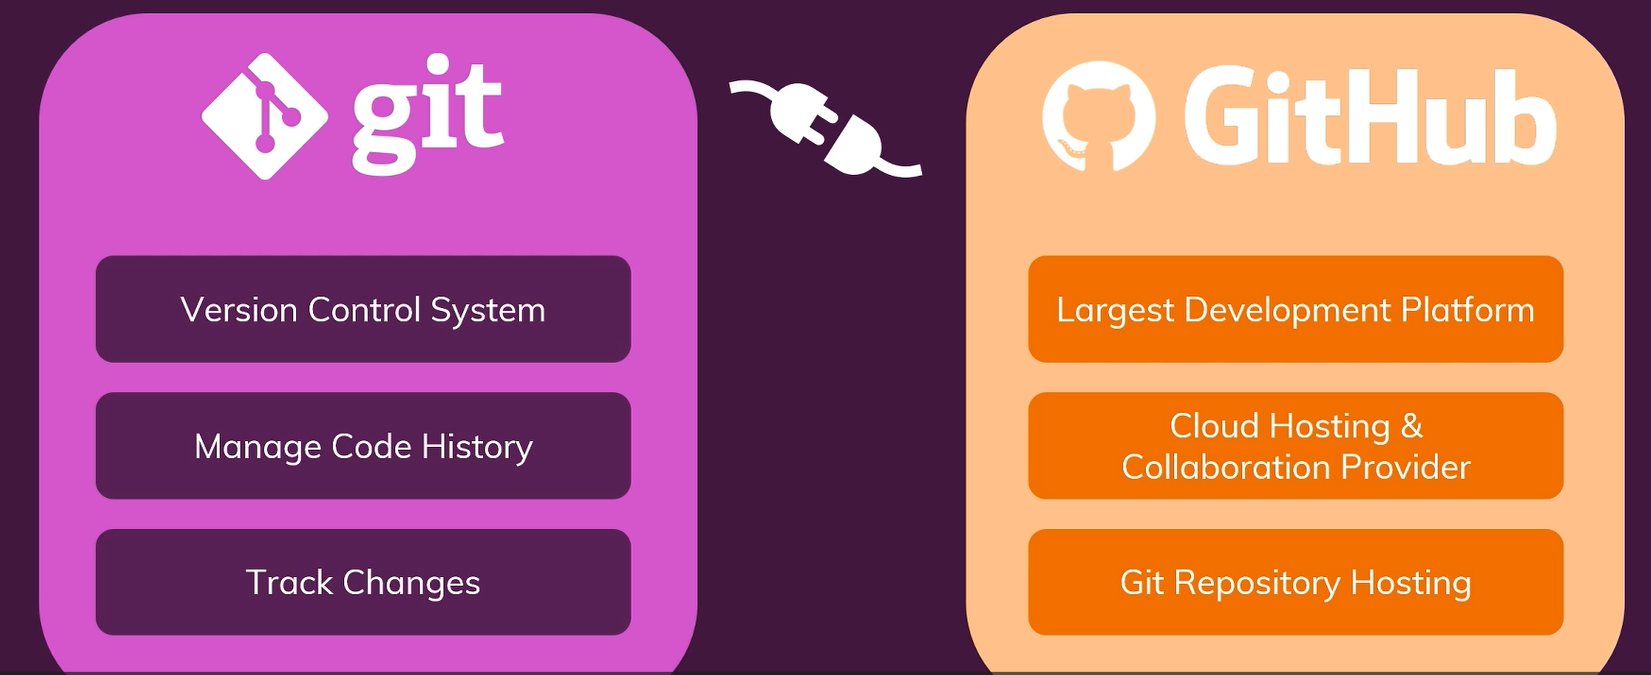 git
Version Control System
Manage Code History
Track Changes
GitHub
Largest Development Platform
Cloud Hosting &
Collaboration Provider
Git Repository Hosting